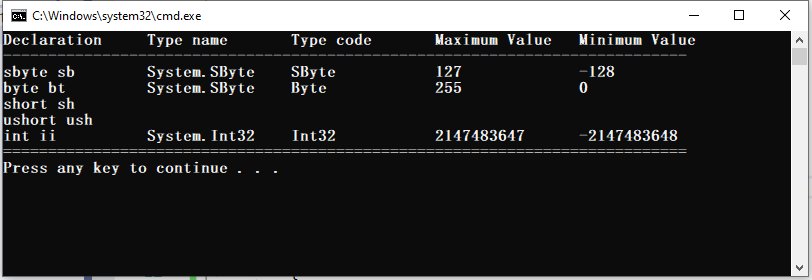 C:\Windows\system32\cmd.exe
Declaration Type name Type code Maximum Value Minimum Value
-----------------------------------------------------------------------------
sbyte sb System.SByte SByte 127 -128
byte bt System.SByte Byte 255 0
short sh
ushort ush
int ii System.Int32 Int32 2147483647 -2147483648
=============================================================================
Press any key to continue . . .